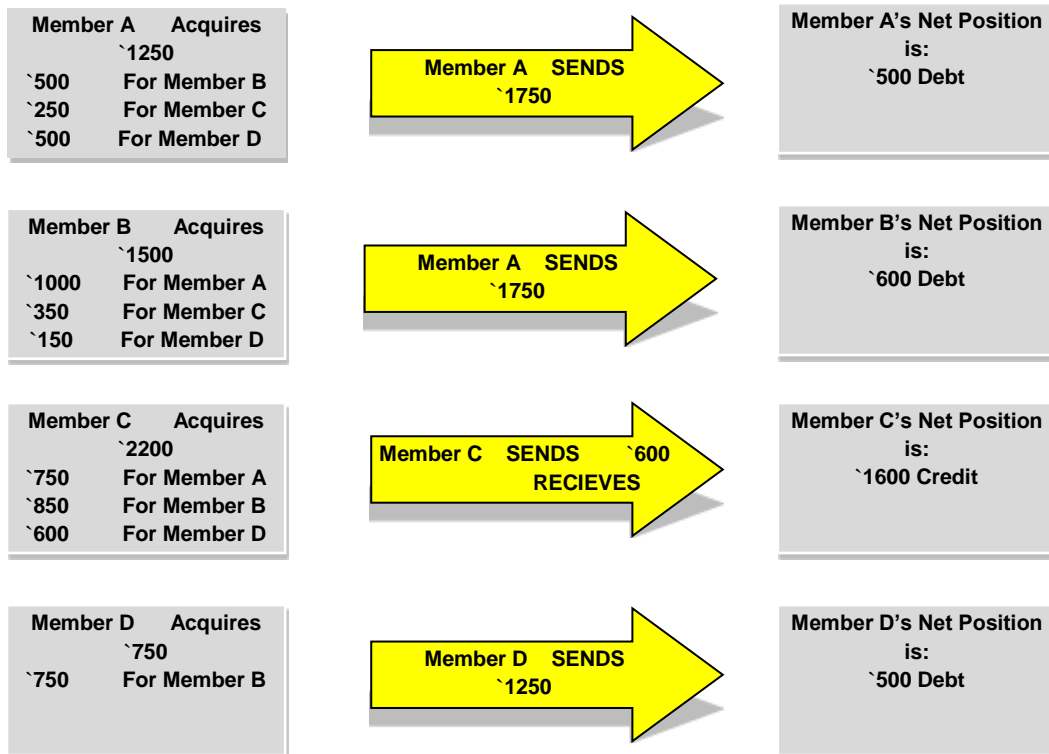 Member A Acquires
`1250
`500 For Member B
`250 For Member C
`500 For Member D
Member A SENDS
`1750
Member A's Net Position
is:
`500 Debt
Member B Acquires
`1500
`1000 For Member A
`350 For Member C
`150 For Member D
Member A SENDS
`1750
Member B's Net Position
is:
`600 Debt
Member C Acquires
`2200
`750 For Member A
`850 For Member B
`600 For Member D
Member C SENDS `600
RECIEVES
Member C's Net Position
is:
`1600 Credit
Member D Acquires
`750
`750 For Member B
Member D SENDS
`1250
Member D's Net Position
is:
`500 Debt